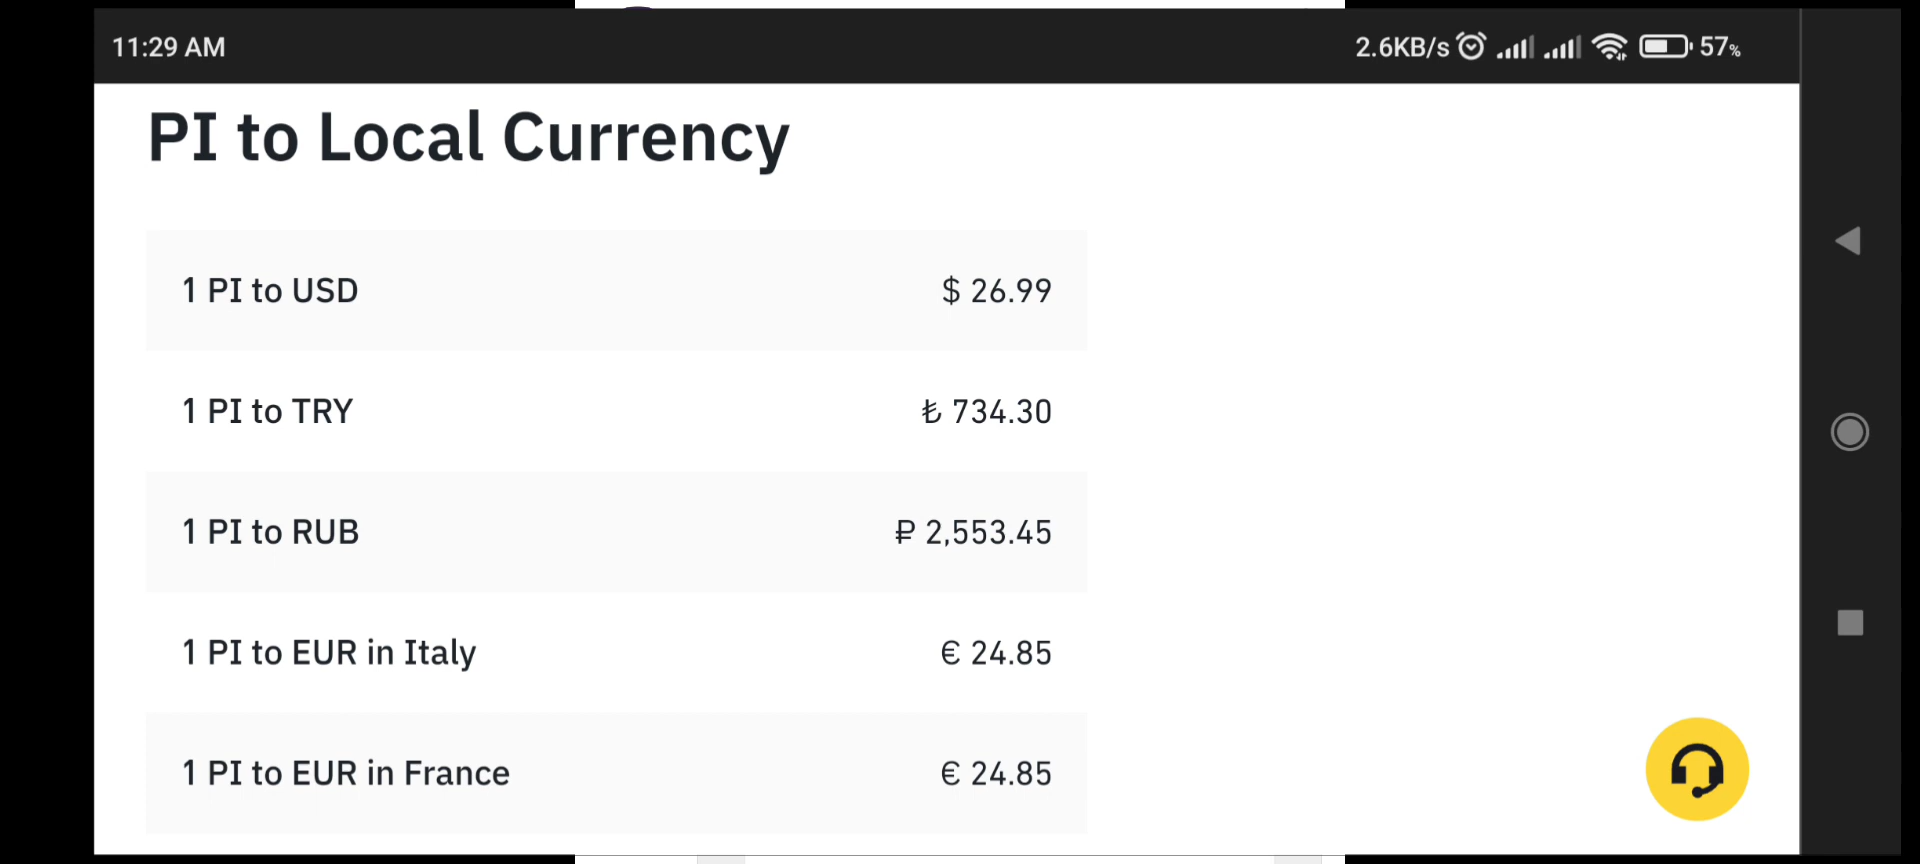 11:29 AM
2.6KB/s 57%
PI to Local Currency
1 PI to USD $ 26.99
1 PI to TRY ₺ 734.30
1 PI to RUB ₽ 2,553.45
1 PI to EUR in Italy € 24.85
1 PI to EUR in France € 24.85